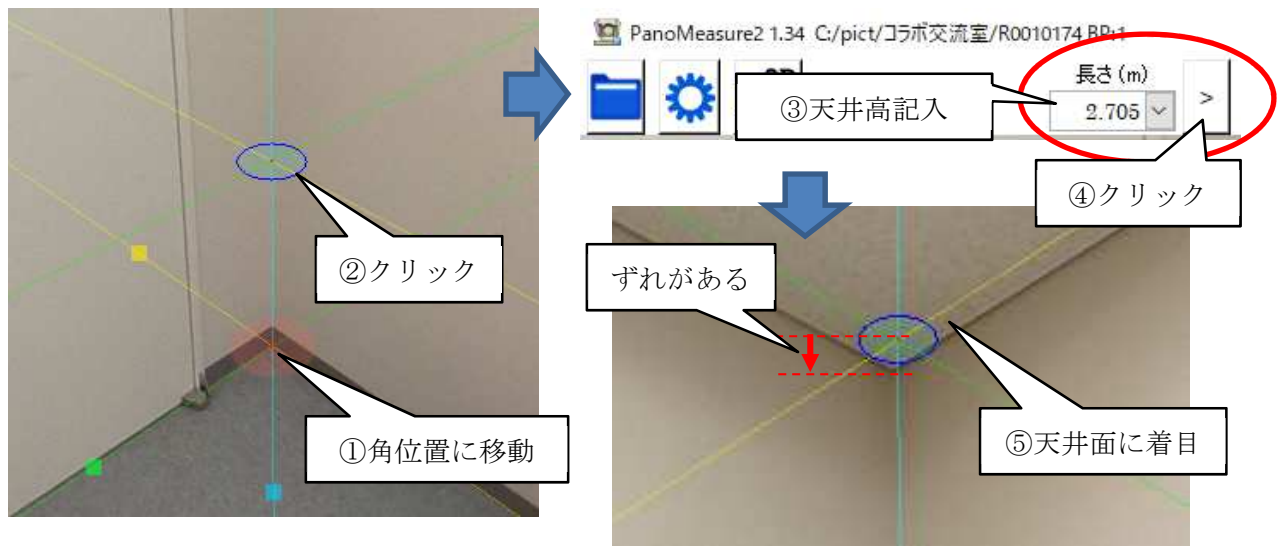 PanoMeasure2 1.34 C:/pict/コラボ交流室/R0010174 BP:1
長さ(m)
2.705
>
③天井高記入
④クリック
②クリック
ずれがある
①角位置に移動
⑤天井面に着目